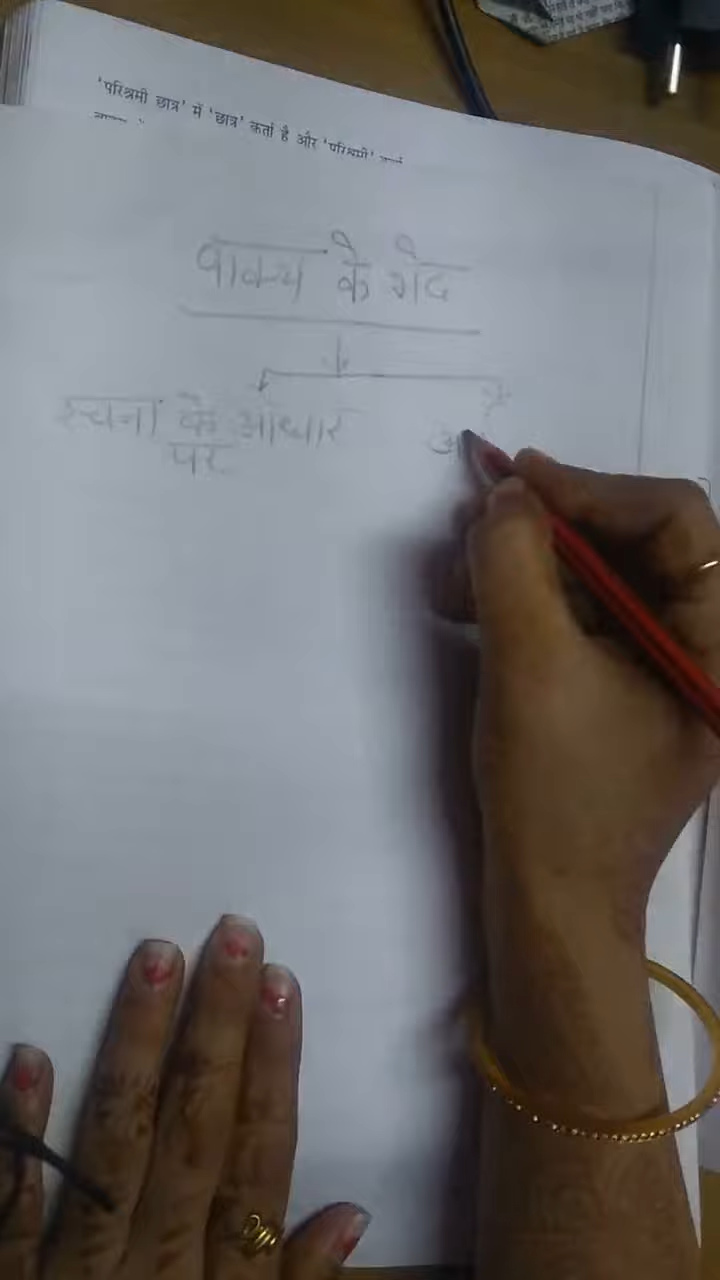 'परिश्रमी छात्र' में 'छात्र' कर्ता है और 'परिश्रमी'
वाक्य के भेद
रचना के आधार
पर